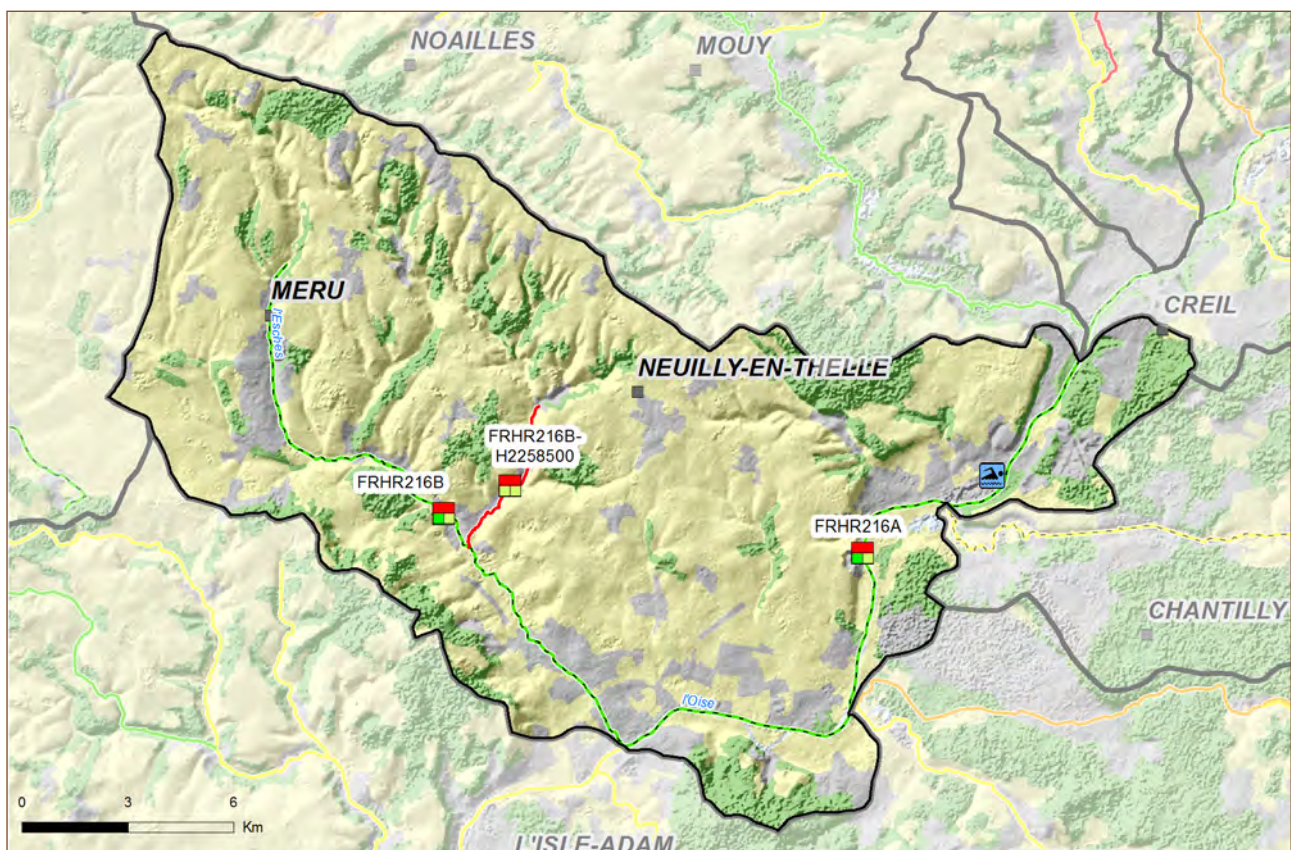 NOAILLES
MOUY
MERU
l'Esches
CREIL
NEUILLY-EN-THELLE
FRHR216B-
H2258500
FRHR216B
FRHR216A
CHANTILLY
l'Oise
0 3 6
Km
L'ISLE-ADAM